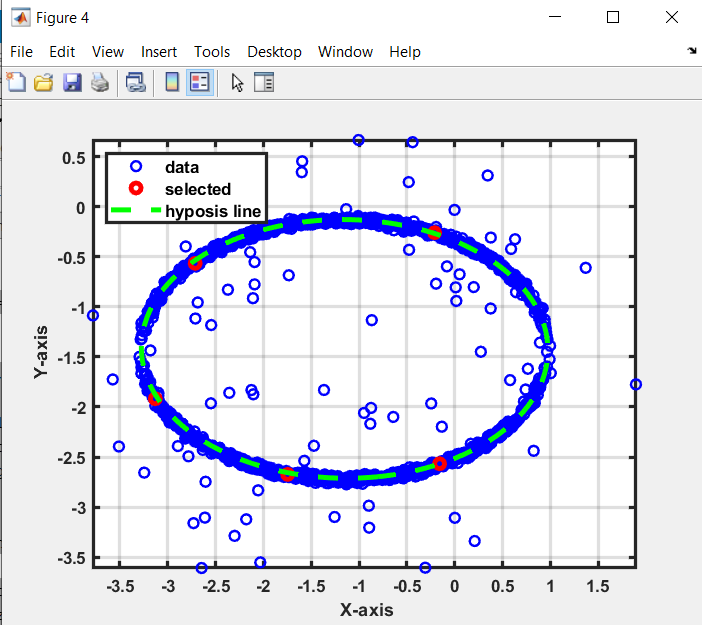 Figure 4
File Edit View Insert Tools Desktop Window Help
data
selected
hyposis line
0.5
0
-0.5
-1
-1.5
-2
-2.5
-3
-3.5
Y-axis
-3.5 -3 -2.5 -2 -1.5 -1 -0.5 0 0.5 1 1.5
X-axis